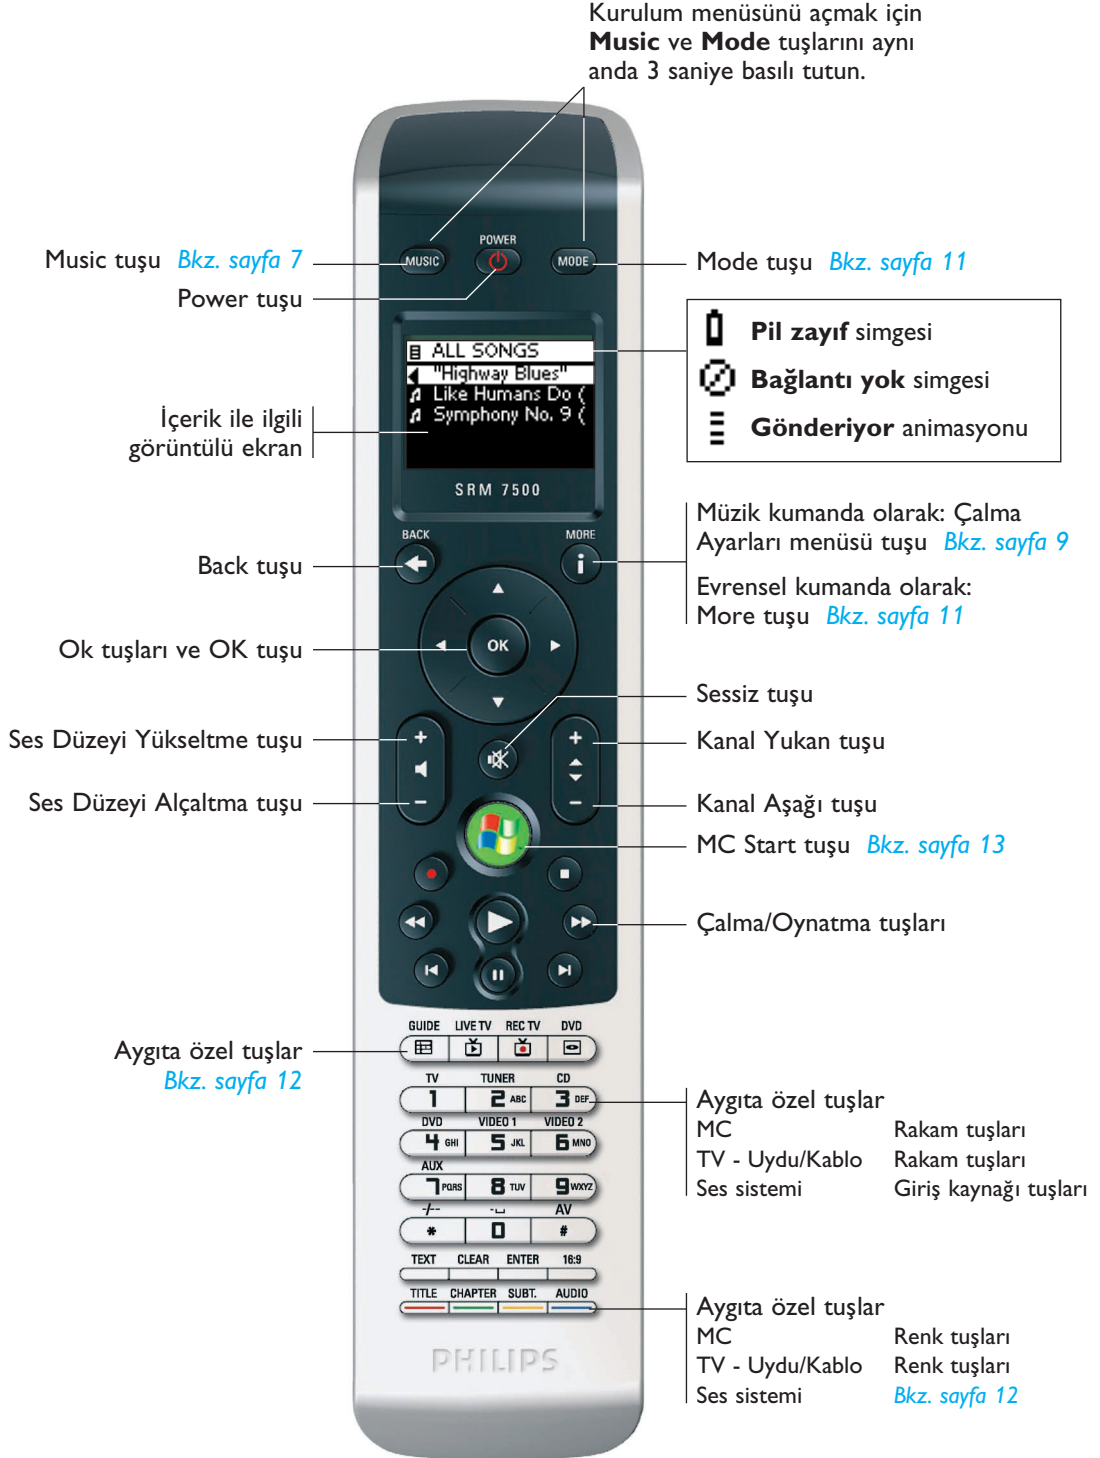 Kurulum menüsünü açmak için
Music ve Mode tuşlarını aynı
anda 3 saniye basılı tutun.
Music tuşu Bkz. sayfa 7
Power tuşu
MUSIC
POWER
MODE
Mode tuşu Bkz. sayfa 11
Pil zayıf simgesi
Bağlantı yok simgesi
Gönderiyor animasyonu
ALL SONGS
"Highway Blues"
Like Humans Do (
Symphony No. 9 (
İçerik ile ilgili
görüntülü ekran
SRM 7500
Müzik kumanda olarak: Çalma
Ayarları menüsü tuşu Bkz. sayfa 9
Evrensel kumanda olarak:
More tuşu Bkz. sayfa 11
BACK
MORE
i
Back tuşu
OK
Ok tuşları ve OK tuşu
Sessiz tuşu
Ses Düzeyi Yükseltme tuşu
+
+
Kanal Yukarı tuşu
Ses Düzeyi Alçaltma tuşu
-
-
Kanal Aşağı tuşu
MC Start tuşu Bkz. sayfa 13
Çalma/Oynatma tuşları
GUIDE LIVE TV REC TV DVD
Aygıta özel tuşlar
Bkz. sayfa 12
TV TUNER CD
1 2 ABC 3 DEF
DVD VIDEO 1 VIDEO 2
4 GHI 5 JKL 6 MNO
AUX
7 PQRS 8 TUV 9 WXYZ
-/-- -⌴ AV
* 0 #
TEXT CLEAR ENTER 16:9
TITLE CHAPTER SUBT. AUDIO
PHILIPS
Aygıta özel tuşlar
MC Rakam tuşları
TV - Uydu/Kablo Rakam tuşları
Ses sistemi Giriş kaynağı tuşları
Aygıta özel tuşlar
MC Renk tuşları
TV - Uydu/Kablo Renk tuşları
Ses sistemi Bkz. sayfa 12